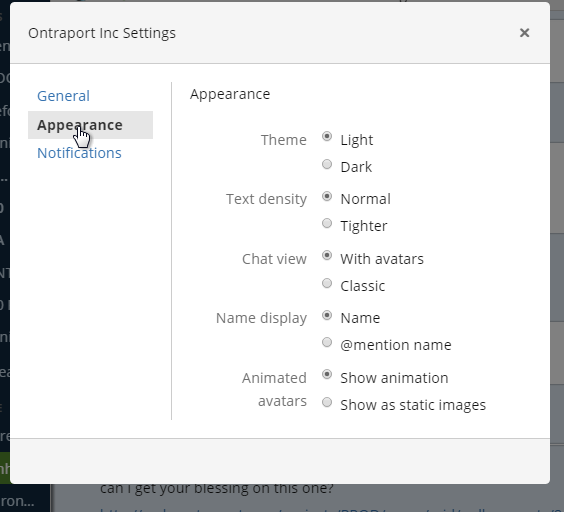 Ontraport Inc Settings
×
General
Appearance
Notifications
Appearance
Theme
Light
Dark
Text density
Normal
Tighter
Chat view
With avatars
Classic
Name display
Name
@mention name
Animated
avatars
Show animation
Show as static images
can i get your blessing on this one?
ron...